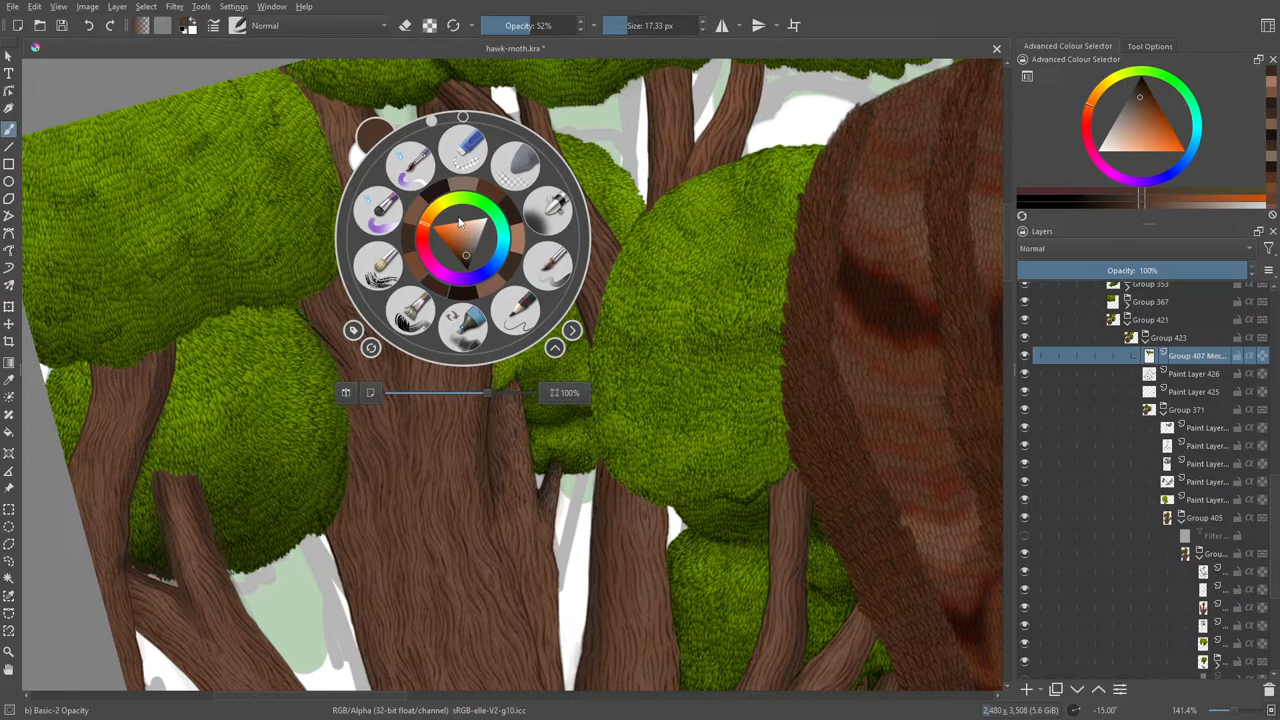 File Edit View Image Layer Select Filter Tools Settings Window Help
Normal Opacity: 52% Size: 17.33 px
hawk-moth.kra *
Advanced Colour Selector Tool Options
Advanced Colour Selector
Layers
Normal
Opacity: 100%
Group 353
Group 367
Group 421
Group 423
Group 407 Mer...
Paint Layer 426
Paint Layer 425
Group 371
Paint Layer...
Paint Layer...
Paint Layer...
Paint Layer...
Paint Layer...
Group 405
Filter ...
Grou...
...
...
...
...
...
...
100%
b) Basic-2 Opacity RGB/Alpha (32-bit float/channel) sRGB-elle-V2-g10.icc 2,480 x 3,508 (5.6 GiB) -15.00° 141.4%